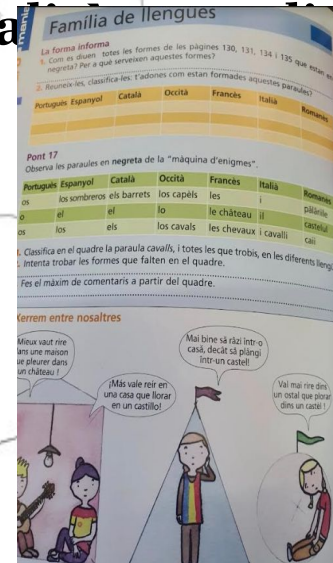 Família de llengües
La forma informa
1. Com es diuen totes les formes de les pàgines 130, 131, 134 i 135 que estan en
negreta? Per a què serveixen aquestes formes?
2. Reuneix-les, classifica-les: t'adones com estan formades aquestes paraules?
Portuguès Espanyol Català Occità Francès Italià Romanès
Pont 17
Observa les paraules en negreta de la "màquina d'enigmes".
Portuguès Espanyol Català Occità Francès Italià Romanès
os los sombreros els barrets los capèls les i pălăriile
o el el lo le château il castelul
os los els los cavals les chevaux i cavalli caii
Classifica en el quadre la paraula cavalls, i totes les que trobis, en les diferents
Intenta trobar les formes que falten en el quadre.
Fes el màxim de comentaris a partir del quadre.
Xerrem entre nosaltres
Mieux vaut rire
dans une maison
que pleurer dans
un château !
¡Más vale reír en
una casa que llorar
en un castillo!
Mai bine să râzi într-o
casă, decât să plângi
într-un castel!
Val mai rire dins
un ostal que plorar
dins un castèl !